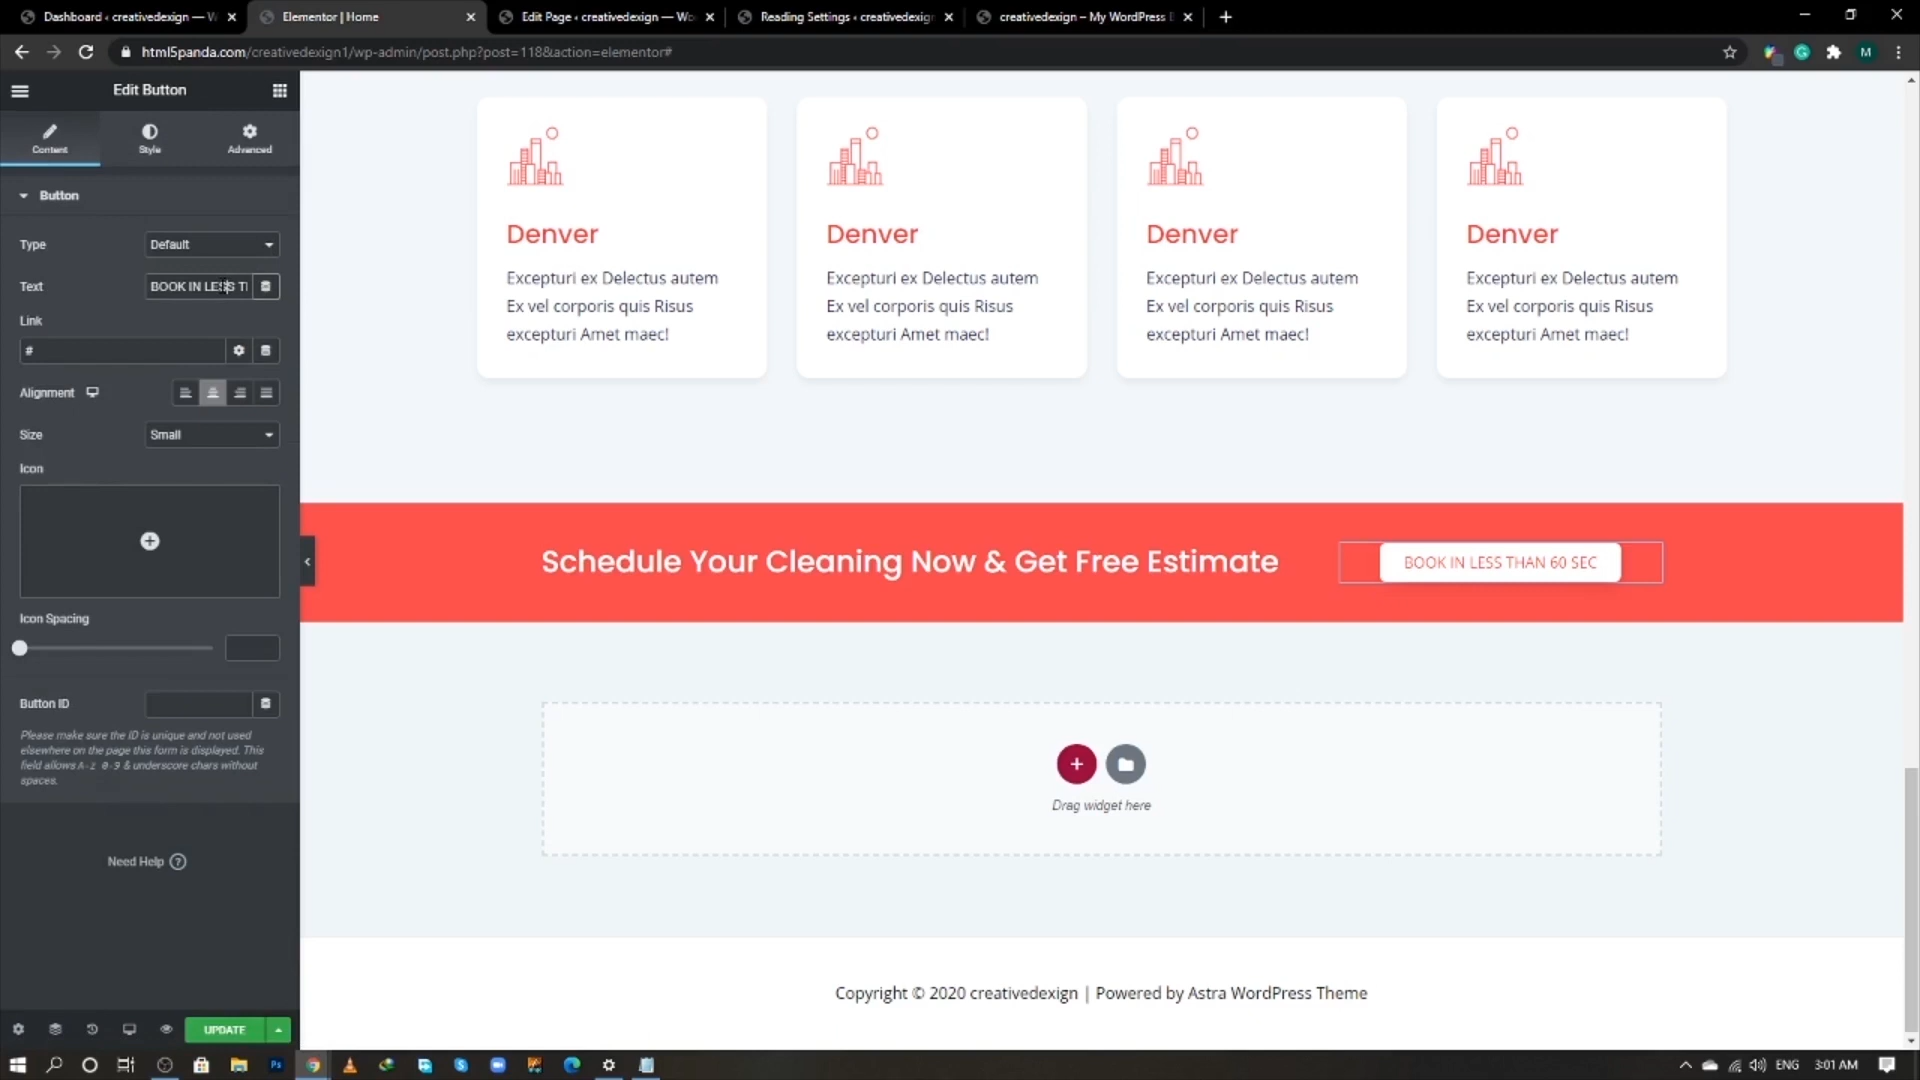 Dashboard ‹ creativedexign — W
Elementor | Home
Edit Page ‹ creativedexign — Wo
Reading Settings ‹ creativedexign
creativedexign – My WordPress B
html5panda.com/creativedexign1/wp-admin/post.php?post=118&action=elementor#
M
Edit Button
Content
Style
Advanced
Button
Type
Default
Text
BOOK IN LESS TH
Link
#
Alignment
Size
Small
Icon
Icon Spacing
Button ID
Please make sure the ID is unique and not used
elsewhere on the page this form is displayed. This
field allows A-z 0-9 & underscore chars without
spaces.
Need Help ?
UPDATE
Denver
Excepturi ex Delectus autem
Ex vel corporis quis Risus
excepturi Amet maec!
Denver
Excepturi ex Delectus autem
Ex vel corporis quis Risus
excepturi Amet maec!
Denver
Excepturi ex Delectus autem
Ex vel corporis quis Risus
excepturi Amet maec!
Denver
Excepturi ex Delectus autem
Ex vel corporis quis Risus
excepturi Amet maec!
Schedule Your Cleaning Now & Get Free Estimate
BOOK IN LESS THAN 60 SEC
Drag widget here
Copyright © 2020 creativedexign | Powered by Astra WordPress Theme
Ps
ENG
3:01 AM